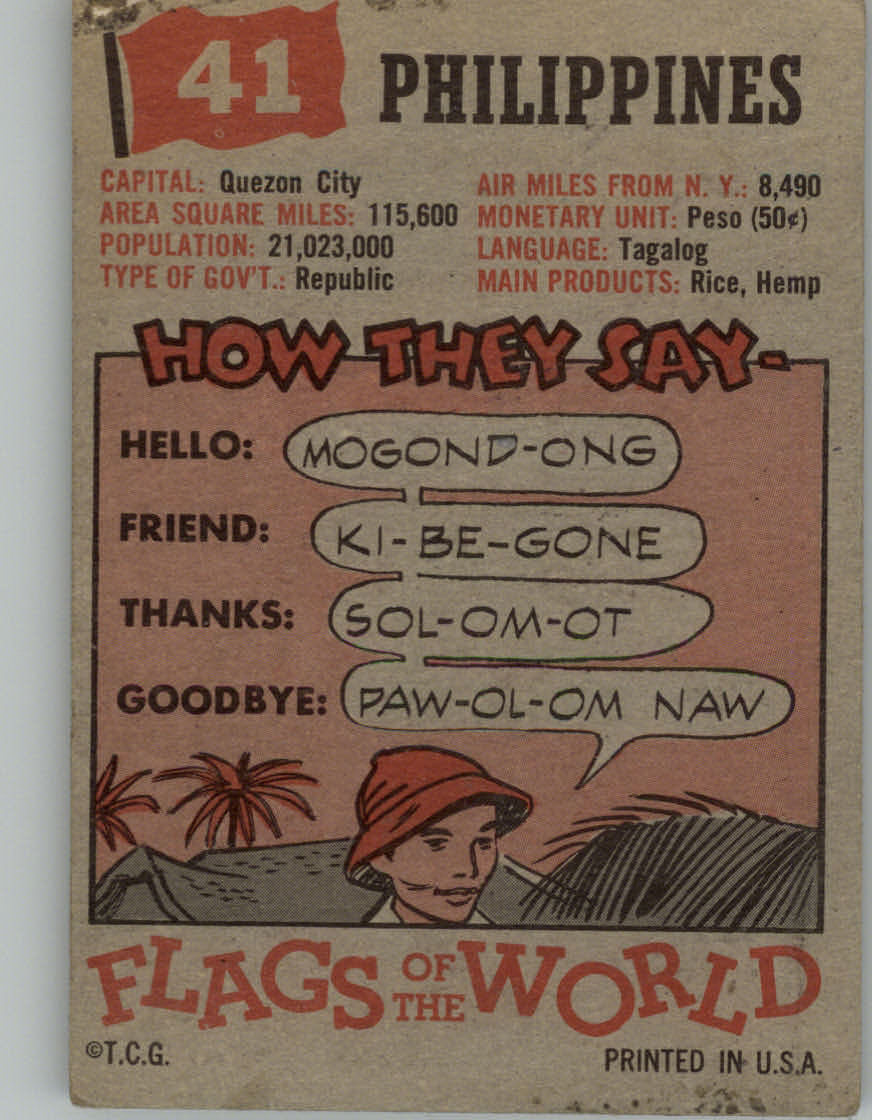 41 PHILIPPINES
CAPITAL: Quezon City
AREA SQUARE MILES: 115,600
POPULATION: 21,023,000
TYPE OF GOV'T.: Republic
AIR MILES FROM N. Y.: 8,490
MONETARY UNIT: Peso (50¢)
LANGUAGE: Tagalog
MAIN PRODUCTS: Rice, Hemp
HOW THEY SAY-
HELLO: MOGOND-ONG
FRIEND: KI-BE-GONE
THANKS: SOL-OM-OT
GOODBYE: PAW-OL-OM NAW
FLAGS OF THE WORLD
©T.C.G.
PRINTED IN U.S.A.